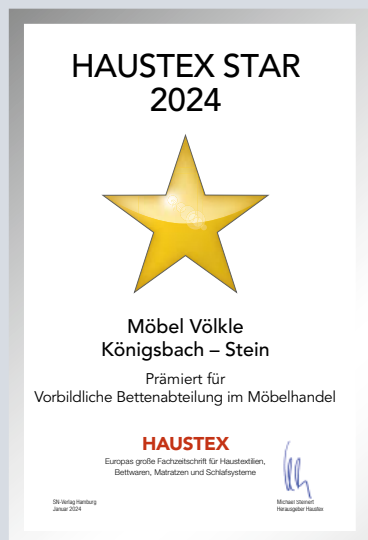 HAUSTEX STAR
2024
Möbel Völkle
Königsbach – Stein
Prämiert für
Vorbildliche Bettenabteilung im Möbelhandel
HAUSTEX
Europas große Fachzeitschrift für Haustextilien,
Bettwaren, Matratzen und Schlafsysteme
SN-Verlag Hamburg
Januar 2024
Michael Steinert
Herausgeber Haustex